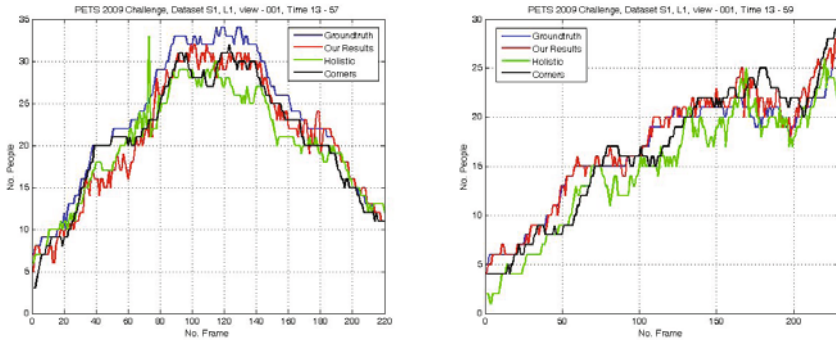 PETS 2009 Challenge, Dataset S1, L1, view - 001, Time 13 - 57
35
30
25
20
15
10
5
0
No. People
Groundtruth
Our Results
Holistic
Corners
0 20 40 60 80 100 120 140 160 180 200 220
No. Frame
PETS 2009 Challenge, Dataset S1, L1, view - 001, Time 13 - 59
30
25
20
15
10
5
0
No. People
Groundtruth
Our Results
Holistic
Corners
0 50 100 150 200
No. Frame